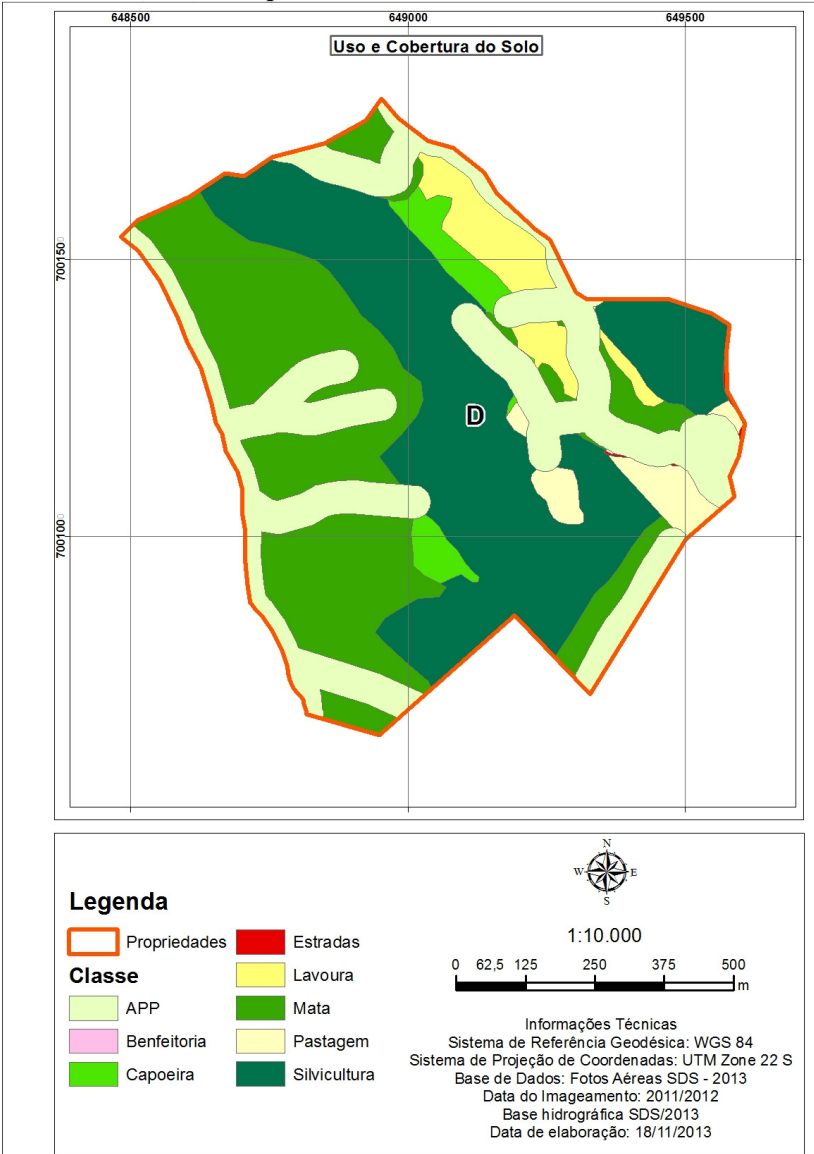 648500 649000 649500
Uso e Cobertura do Solo
7001500
D
7001000
N
W E
S
Legenda
1:10.000
Propriedades Estradas
0 62,5 125 250 375 500
m
Classe Lavoura
APP Mata
Benfeitoria Pastagem
Capoeira Silvicultura
Informações Técnicas
Sistema de Referência Geodésica: WGS 84
Sistema de Projeção de Coordenadas: UTM Zone 22 S
Base de Dados: Fotos Aéreas SDS - 2013
Data do Imageamento: 2011/2012
Base hidrográfica SDS/2013
Data de elaboração: 18/11/2013